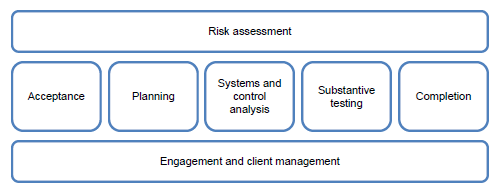 Risk assessment
Acceptance
Planning
Systems and
control
analysis
Substantive
testing
Completion
Engagement and client management